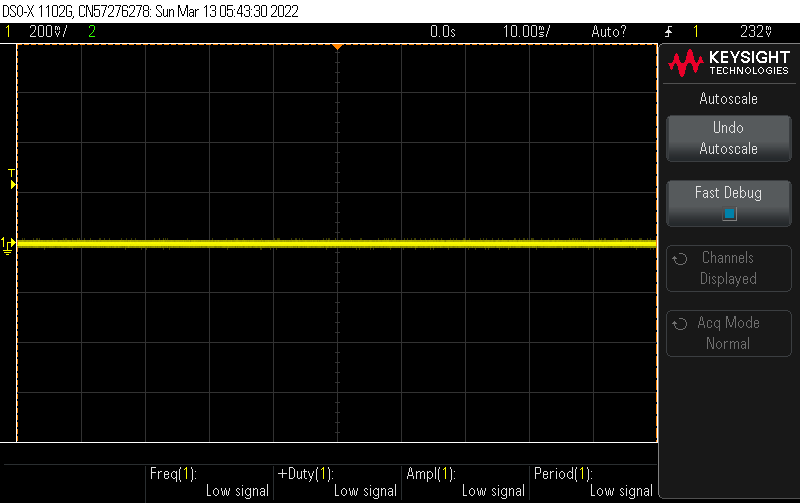 DSO-X 1102G, CN57276278: Sun Mar 13 05:43:30 2022
1 200mV/ 2 0.0s 10.00ms/ Auto? 1 232mV
KEYSIGHT
TECHNOLOGIES
Autoscale
Undo
Autoscale
Fast Debug
T
1
Channels
Displayed
Acq Mode
Normal
Freq(1): +Duty(1): Ampl(1): Period(1):
Low signal Low signal Low signal Low signal